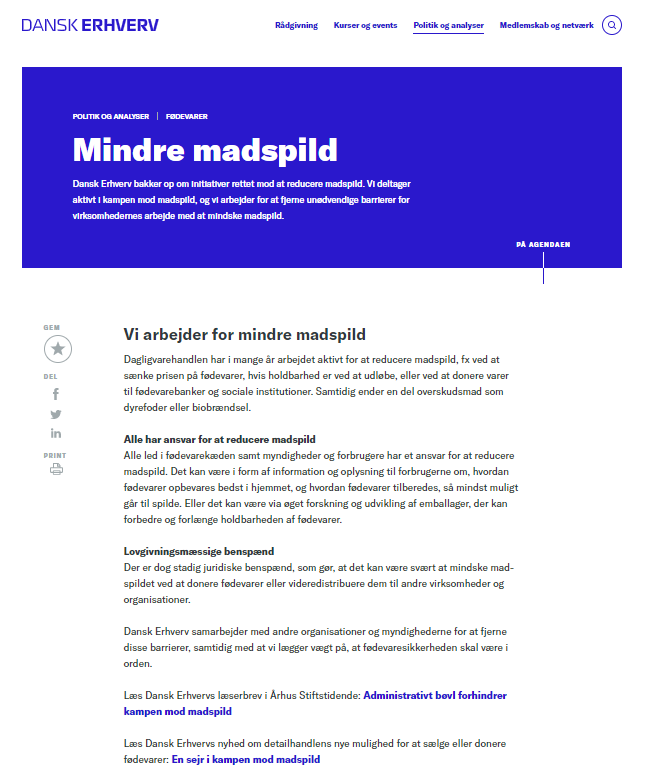 DANSK ERHVERV
Rådgivning
Kurser og events
Politik og analyser
Medlemskab og netværk
POLITIK OG ANALYSER | FØDEVARER
Mindre madspild
Dansk Erhverv bakker op om initiativer rettet mod at reducere madspild. Vi deltager
aktivt i kampen mod madspild, og vi arbejder for at fjerne unødvendige barrierer for
virksomhedernes arbejde med at mindske madspild.
PÅ AGENDAEN
GEM
DEL
PRINT
Vi arbejder for mindre madspild
Dagligvarehandlen har i mange år arbejdet aktivt for at reducere madspild, fx ved at
sænke prisen på fødevarer, hvis holdbarhed er ved at udløbe, eller ved at donere varer
til fødevarebanker og sociale institutioner. Samtidig ender en del overskudsmad som
dyrefoder eller biobrændsel.
Alle har ansvar for at reducere madspild
Alle led i fødevarekæden samt myndigheder og forbrugere har et ansvar for at reducere
madspild. Det kan være i form af information og oplysning til forbrugerne om, hvordan
fødevarer opbevares bedst i hjemmet, og hvordan fødevarer tilberedes, så mindst muligt
går til spilde. Eller det kan være via øget forskning og udvikling af emballager, der kan
forbedre og forlænge holdbarheden af fødevarer.
Lovgivningsmæssige benspænd
Der er dog stadig juridiske benspænd, som gør, at det kan være svært at mindske mad-
spildet ved at donere fødevarer eller videredistribuere dem til andre virksomheder og
organisationer.
Dansk Erhverv samarbejder med andre organisationer og myndighederne for at fjerne
disse barrierer, samtidig med at vi lægger vægt på, at fødevaresikkerheden skal være i
orden.
Læs Dansk Erhvervs læserbrev i Århus Stiftstidende: Administrativt bøvl forhindrer
kampen mod madspild
Læs Dansk Erhvervs nyhed om detailhandlens nye mulighed for at sælge eller donere
fødevarer: En sejr i kampen mod madspild